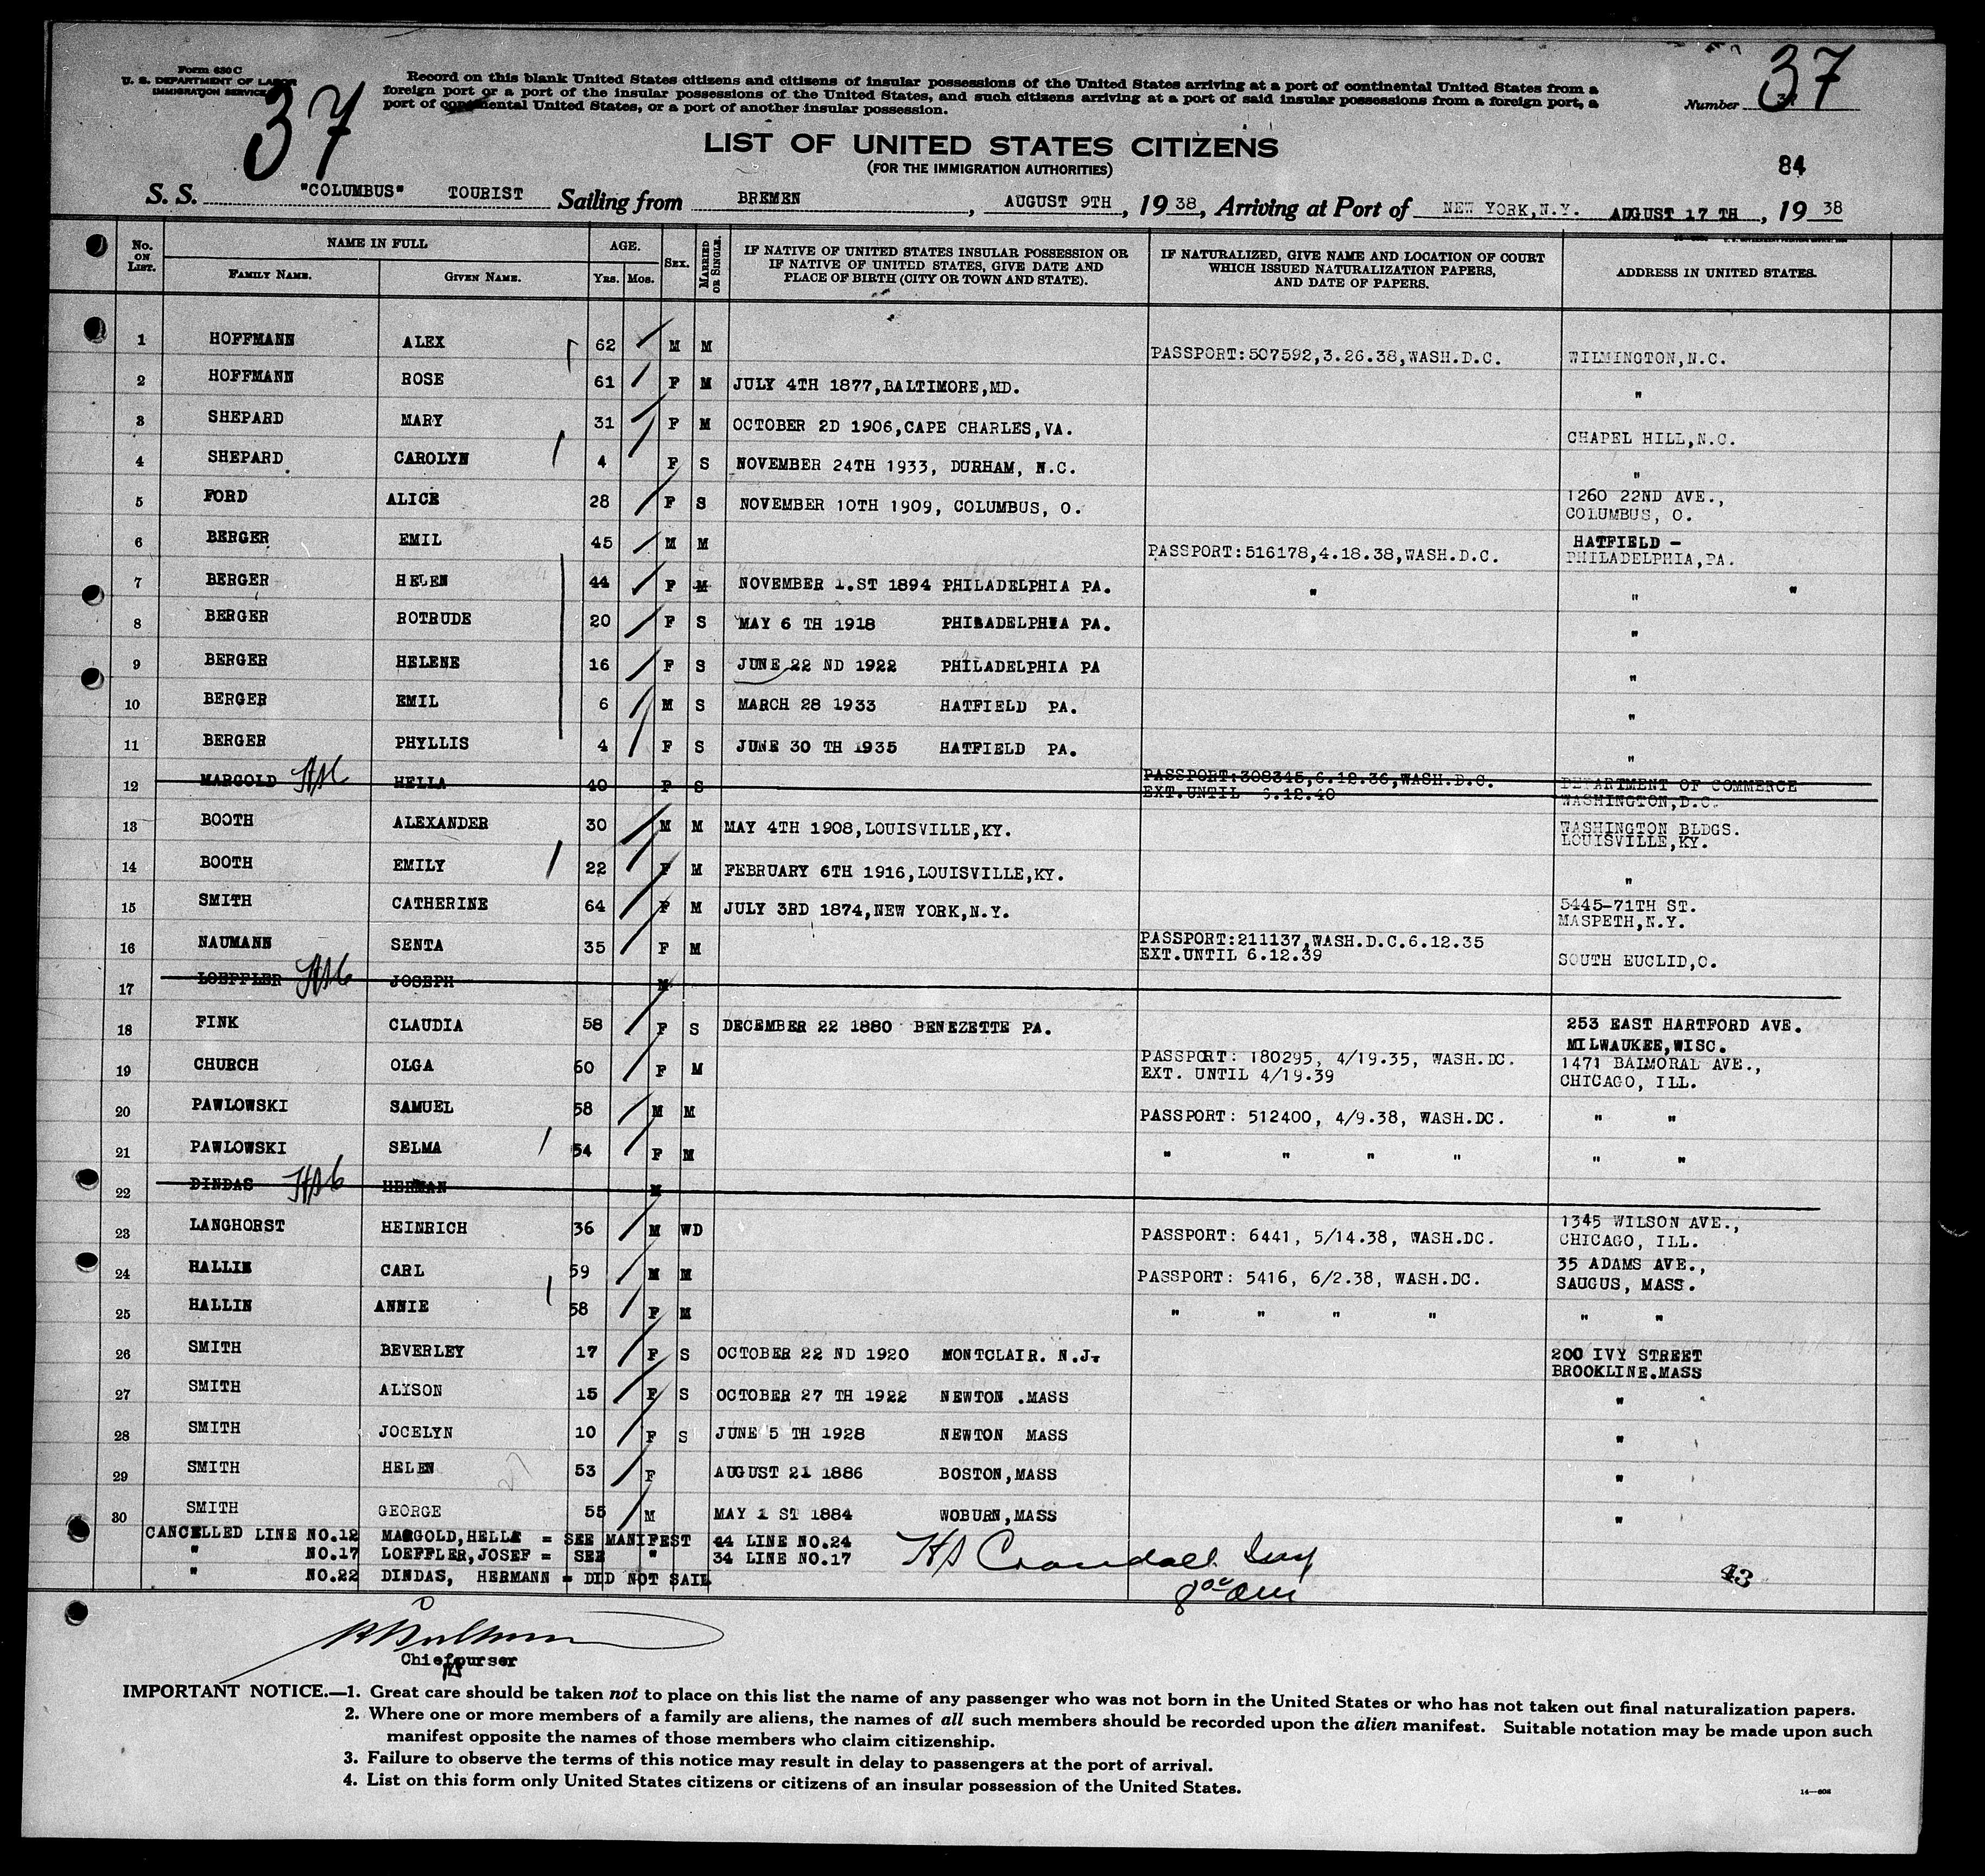 Form 630 C
U. S. DEPARTMENT OF LABOR
IMMIGRATION SERVICE
37
Record on this blank United States citizens and citizens of insular possessions of the United States arriving at a port of continental United States from a
foreign port or a port of the insular possessions of the United States, and such citizens arriving at a port of said insular possessions from a foreign port, a
port of continental United States, or a port of another insular possession.
Number 37
LIST OF UNITED STATES CITIZENS
(FOR THE IMMIGRATION AUTHORITIES)
84
S. S. "COLUMBUS" TOURIST Sailing from BREMEN, AUGUST 9TH, 19 38, Arriving at Port of NEW YORK,N.Y. AUGUST 17 TH, 19 38
No. ON LIST. NAME IN FULL FAMILY NAME. GIVEN NAME. AGE. YRS. MOS. SEX. MARRIED OR SINGLE.
IF NATIVE OF UNITED STATES INSULAR POSSESSION OR
IF NATIVE OF UNITED STATES, GIVE DATE AND
PLACE OF BIRTH (CITY OR TOWN AND STATE).
IF NATURALIZED, GIVE NAME AND LOCATION OF COURT
WHICH ISSUED NATURALIZATION PAPERS,
AND DATE OF PAPERS.
ADDRESS IN UNITED STATES.
1 HOFFMANN ALEX 62 M M PASSPORT:507592,3.26.38,WASH.D.C. WILMINGTON,N.C.
2 HOFFMANN ROSE 61 F M JULY 4TH 1877,BALTIMORE,MD. "
3 SHEPARD MARY 31 F M OCTOBER 2D 1906,CAPE CHARLES,VA. CHAPEL HILL,N.C.
4 SHEPARD CAROLYN 4 F S NOVEMBER 24TH 1933, DURHAM, N.C. "
5 FORD ALICE 28 F S NOVEMBER 10TH 1909, COLUMBUS, O. 1260 22ND AVE.,
COLUMBUS, O.
6 BERGER EMIL 45 M M PASSPORT:516178,4.18.38,WASH.D.C. HATFIELD -
PHILADELPHIA,PA.
7 BERGER HELEN 44 F M NOVEMBER 1.ST 1894 PHILADELPHIA PA. " " "
8 BERGER ROTRUDE 20 F S MAY 6 TH 1918 PHILADELPHIA PA. "
9 BERGER HELENE 16 F S JUNE 22 ND 1922 PHILADELPHIA PA "
10 BERGER EMIL 6 M S MARCH 28 1933 HATFIELD PA. "
11 BERGER PHYLLIS 4 F S JUNE 30 TH 1935 HATFIELD PA. "
12 MARGOLD HAC HELLA 40 F S PASSPORT:308345,6.12.36,WASH.D.C. DEPARTMENT OF COMMERCE
EXT.UNTIL 6.12.40 WASHINGTON,D.C.
13 BOOTH ALEXANDER 30 M M MAY 4TH 1908,LOUISVILLE,KY. WASHINGTON BLDGS.
LOUISVILLE,KY.
14 BOOTH EMILY 22 F M FEBRUARY 6TH 1916,LOUISVILLE,KY. "
15 SMITH CATHERINE 64 F M JULY 3RD 1874,NEW YORK,N.Y. 5445-71TH ST.
MASPETH,N.Y.
16 NAUMANN SENTA 35 F M PASSPORT:211137,WASH.D.C.6.12.35
EXT.UNTIL 6.12.39 SOUTH EUCLID,O.
17 LOEFFLER HAC JOSEPH M
18 FINK CLAUDIA 58 F S DECEMBER 22 1880 BENEZETTE PA. 253 EAST HARTFORD AVE.
MILWAUKEE,WISC.
19 CHURCH OLGA 60 F M PASSPORT: 180295, 4/19.35, WASH.DC. 1471 BALMORAL AVE.,
EXT. UNTIL 4/19.39 CHICAGO, ILL.
20 PAWLOWSKI SAMUEL 58 M M PASSPORT: 512400, 4/9.38, WASH.DC. " "
21 PAWLOWSKI SELMA 54 F M " " " " " "
22 DINDAS HAC HERMAN M
23 LANGHORST HEINRICH 36 M WD PASSPORT: 6441, 5/14.38, WASH.DC. 1345 WILSON AVE.,
CHICAGO, ILL.
24 HALLIN CARL 59 M M PASSPORT: 5416, 6/2.38, WASH.DC. 35 ADAMS AVE.,
SAUGUS, MASS.
25 HALLIN ANNIE 58 F M " " " " " "
26 SMITH BEVERLEY 17 F S OCTOBER 22 ND 1920 MONTCLAIR. N.J. 200 IVY STREET
BROOKLINE.MASS
27 SMITH ALISON 15 F S OCTOBER 27 TH 1922 NEWTON .MASS "
28 SMITH JOCELYN 10 F S JUNE 5 TH 1928 NEWTON MASS "
29 SMITH HELEN 27 53 F AUGUST 21 1886 BOSTON,MASS "
30 SMITH GEORGE 55 M MAY 1 ST 1884 WOBURN,MASS "
CANCELLED LINE NO.12 MARGOLD,HELLA = SEE MANIFEST 44 LINE NO.24
" NO.17 LOEFFLER,JOSEF = SEE " 34 LINE NO.17
" NO.22 DINDAS, HERMANN = DID NOT SAIL
HA Crandall
43
Chiefpurser
IMPORTANT NOTICE.—1. Great care should be taken not to place on this list the name of any passenger who was not born in the United States or who has not taken out final naturalization papers.
2. Where one or more members of a family are aliens, the names of all such members should be recorded upon the alien manifest. Suitable notation may be made upon such
manifest opposite the names of those members who claim citizenship.
3. Failure to observe the terms of this notice may result in delay to passengers at the port of arrival.
4. List on this form only United States citizens or citizens of an insular possession of the United States.
14—608